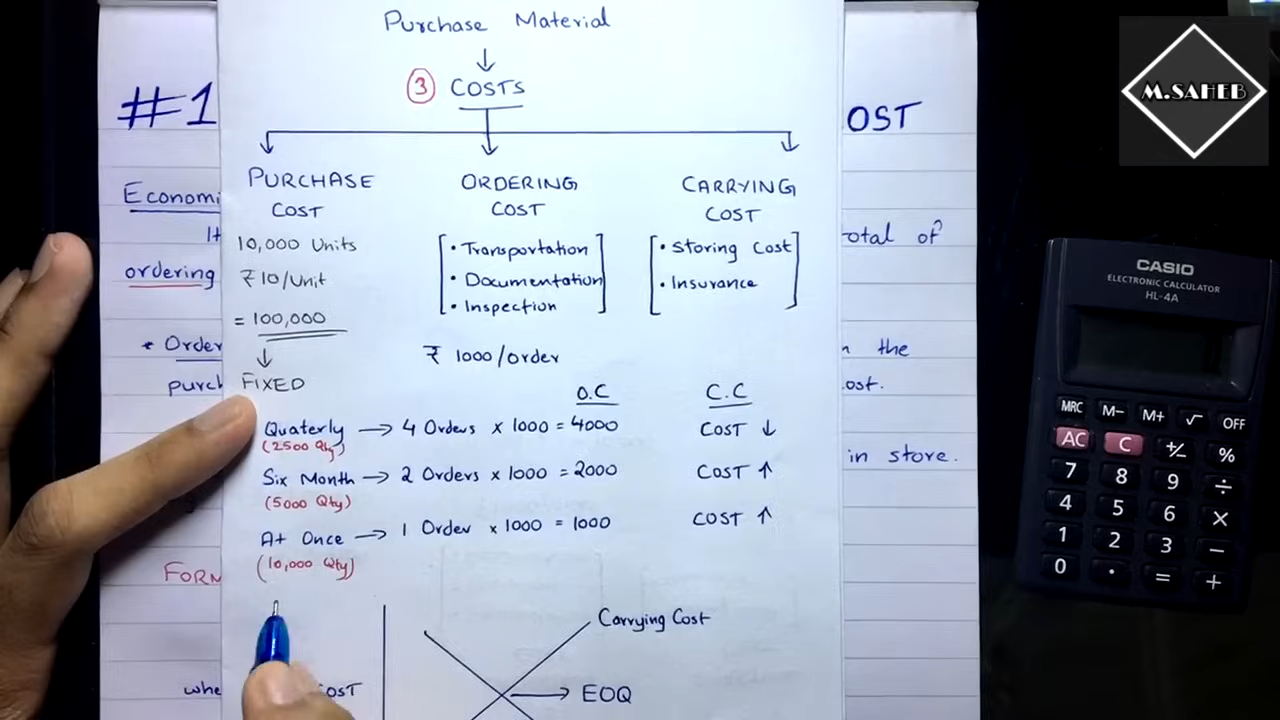 Purchase Material
③ COSTS
PURCHASE COST
10,000 Units
₹10/Unit
= 100,000
FIXED
ORDERING COST
• Transportation
• Documentation
• Inspection
₹ 1000/order
CARRYING COST
• Storing Cost
• Insurance
O.C C.C
Quaterly → 4 Orders x 1000 = 4000 COST ↓
(2500 Qty)
Six Month → 2 Orders x 1000 = 2000 COST ↑
(5000 Qty)
At Once → 1 Order x 1000 = 1000 COST ↑
(10,000 Qty)
Carrying Cost
→ EOQ
#1 OST
Economi
It otal of
ordering
* Order n the
purch ost.
in store.
FORM
whe COST
M.SAHEB
CASIO
ELECTRONIC CALCULATOR
HL-4A
MRC M− M+ √ OFF
AC C +/− %
7 8 9 ÷
4 5 6 ×
1 2 3 −
0 • = +